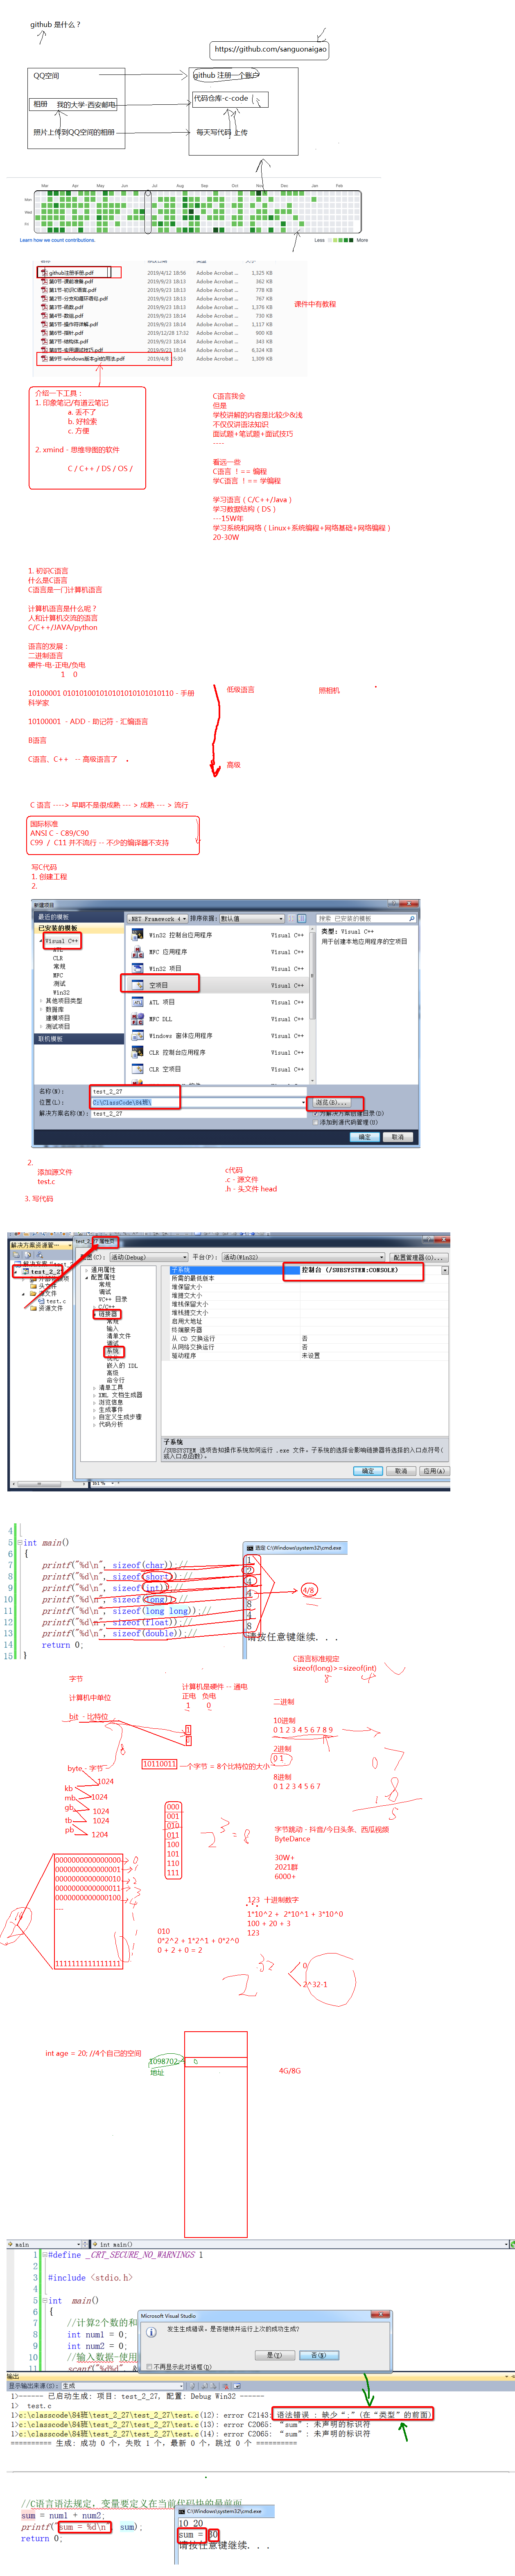 github 是什么？
https://github.com/sanguonaigao
QQ空间
github 注册一个账户
相册 我的大学-西安邮电
代码仓库-c-code
照片上传到QQ空间的相册
每天写代码 上传
Mar Apr May Jun Jul Aug Sep Oct Nov Dec Jan Feb
Mon
Wed
Fri
Learn how we count contributions.
Less More
github注册手册.pdf 2019/4/12 18:56 Adobe Acrobat ... 1,325 KB
第0节-课前准备.pdf 2019/9/23 18:13 Adobe Acrobat ... 362 KB
第1节-初识C语言.pdf 2019/9/23 18:13 Adobe Acrobat ... 778 KB
第2节-分支和循环语句.pdf 2019/9/23 18:13 Adobe Acrobat ... 767 KB
第3节-函数.pdf 2019/9/23 18:13 Adobe Acrobat ... 1,376 KB
第4节-数组.pdf 2019/9/23 18:14 Adobe Acrobat ... 730 KB
第5节-操作符详解.pdf 2019/9/23 18:14 Adobe Acrobat ... 1,117 KB
第6节-指针.pdf 2019/12/28 17:32 Adobe Acrobat ... 900 KB
第7节-结构体.pdf 2019/9/23 18:14 Adobe Acrobat ... 343 KB
第8节-实用调试技巧.pdf 2019/9/23 18:14 Adobe Acrobat ... 6,324 KB
第9节-windows版本git的用法.pdf 2019/4/8 15:30 Adobe Acrobat ... 1,309 KB
课件中有教程
介绍一下工具：
1. 印象笔记/有道云笔记
a. 丢不了
b. 好检索
c. 方便
2. xmind - 思维导图的软件
C / C++ / DS / OS /
C语言我会
但是
学校讲解的内容是比较少&浅
不仅仅讲语法知识
面试题+笔试题+面试技巧
----
看远一些
C语言 ！== 编程
学C语言 ！== 学编程
学习语言（C/C++/Java）
学习数据结构（DS）
---15W年
学习系统和网络（Linux+系统编程+网络基础+网络编程）
20-30W
1. 初识C语言
什么是C语言
C语言是一门计算机语言
计算机语言是什么呢？
人和计算机交流的语言
C/C++/JAVA/python
语言的发展：
二进制语言
硬件-电-正电/负电
1 0
10100001 0101010010101010101010101110 - 手册
科学家
10100001 - ADD - 助记符 - 汇编语言
B语言
C语言、C++ -- 高级语言了
低级语言
照相机
高级
C 语言 ----> 早期不是很成熟 --- > 成熟 --- > 流行
国际标准
ANSI C - C89/C90
C99 / C11 并不流行 -- 不少的编译器不支持
写C代码
1. 创建工程
2.
新建项目
最近的模板
已安装的模板
Visual C++
ATL
CLR
常规
MFC
测试
Win32
其他项目类型
数据库
建模项目
测试项目
联机模板
.NET Framework 4 排序依据: 默认值
搜索 已安装的模板
Win32 控制台应用程序 Visual C++
MFC 应用程序 Visual C++
Win32 项目 Visual C++
空项目 Visual C++
ATL 项目 Visual C++
MFC DLL Visual C++
Windows 窗体应用程序 Visual C++
CLR 控制台应用程序 Visual C++
CLR 空项目 Visual C++
类型: Visual C++
用于创建本地应用程序的空项目
名称(N): test_2_27
位置(L): C:\ClassCode\84班\
浏览(B)...
解决方案名称(M): test_2_27
为解决方案创建目录(D)
添加到源代码管理(U)
确定 取消
2.
添加源文件
test.c
3. 写代码
c代码
.c - 源文件
.h - 头文件 head
解决方案资源管
test_2_27
头文件
源文件
test.c
资源文件
属性页
配置(C): 活动(Debug) 平台(P): 活动(Win32) 配置管理器(O)...
通用属性
配置属性
常规
调试
VC++ 目录
C/C++
链接器
常规
输入
清单文件
调试
系统
优化
嵌入的 IDL
高级
命令行
清单工具
XML 文档生成器
浏览信息
生成事件
自定义生成步骤
代码分析
子系统 控制台 (/SUBSYSTEM:CONSOLE)
所需的最低版本
堆保留大小
堆提交大小
堆栈保留大小
堆栈提交大小
启用大地址
终端服务器
从 CD 交换运行 否
从网络交换运行 否
驱动程序 未设置
子系统
/SUBSYSTEM 选项告知操作系统如何运行 .exe 文件。子系统的选择会影响链接器将选择的入口点符号(或入口点函数)。
确定 取消 应用(A)
4
5 int main()
6 {
7 printf("%d\n", sizeof(char));//
8 printf("%d\n", sizeof(short));//
9 printf("%d\n", sizeof(int));//
10 printf("%d\n", sizeof(long));//
11 printf("%d\n", sizeof(long long));//
12 printf("%d\n", sizeof(float));//
13 printf("%d\n", sizeof(double));//
14 return 0;
15 }
选定 C:\Windows\system32\cmd.exe
1
2
4
4
8
4
8
请按任意键继续. . .
4/8
C语言标准规定
sizeof(long)>=sizeof(int)
8 4
字节
计算机中单位
bit - 比特位
8
byte - 字节
1024
kb
1024
mb
1024
gb
1024
tb
1204
pb
计算机是硬件 -- 通电
正电 负电
1 0
1
0
10110011 一个字节 = 8个比特位的大小
000
001
010
011
100
101
110
111
2^3=8
二进制
10进制
0 1 2 3 4 5 6 7 8 9
2进制
0 1
8进制
0 1 2 3 4 5 6 7
0 7
1 8
字节跳动 - 抖音/今日头条、西瓜视频
ByteDance
30W+
2021群
6000+
0000000000000000 0
0000000000000001 1
0000000000000010 2
0000000000000011 3
0000000000000100 4
....
1111111111111111
010
0*2^2 + 1*2^1 + 0*2^0
0 + 2 + 0 = 2
123 十进制数字
1*10^2 + 2*10^1 + 3*10^0
100 + 20 + 3
123
2^32
0
2^32-1
int age = 20; //4个自己的空间
1098702
地址
4G/8G
main int main()
1 #define _CRT_SECURE_NO_WARNINGS 1
2
3 #include <stdio.h>
4
5 int main()
6 {
7 //计算2个数的和
8 int num1 = 0;
9 int num2 = 0;
10 //输入数据-使用
11 scanf("%d%d", &
Microsoft Visual Studio
发生生成错误。是否继续并运行上次的成功生成?
是(Y) 否(N)
不再显示此对话框(D)
输出
显示输出来源(S): 生成
1>------ 已启动生成: 项目: test_2_27, 配置: Debug Win32 ------
1> test.c
1>c:\classcode\84班\test_2_27\test_2_27\test.c(12): error C2143: 语法错误 : 缺少“;”(在“类型”的前面)
1>c:\classcode\84班\test_2_27\test_2_27\test.c(13): error C2065: “sum”: 未声明的标识符
1>c:\classcode\84班\test_2_27\test_2_27\test.c(14): error C2065: “sum”: 未声明的标识符
========== 生成: 成功 0 个，失败 1 个，最新 0 个，跳过 0 个 ==========
//C语言语法规定，变量要定义在当前代码块的最前面
sum = num1 + num2;
printf("sum = %d\n", sum);
return 0;
C:\Windows\system32\cmd.exe
10 20
sum = 30
请按任意键继续. . .